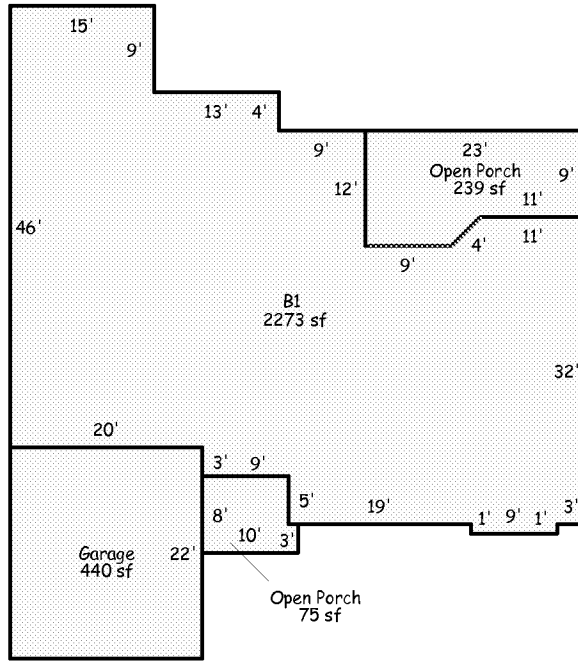 15'
9'
13' 4'
9'
23'
Open Porch
239 sf
9'
12'
11'
46'
9'
4'
11'
B1
2273 sf
32'
20'
3' 9'
8'
5'
19'
1' 9' 1'
3'
10'
3'
Garage
440 sf
22'
Open Porch
75 sf